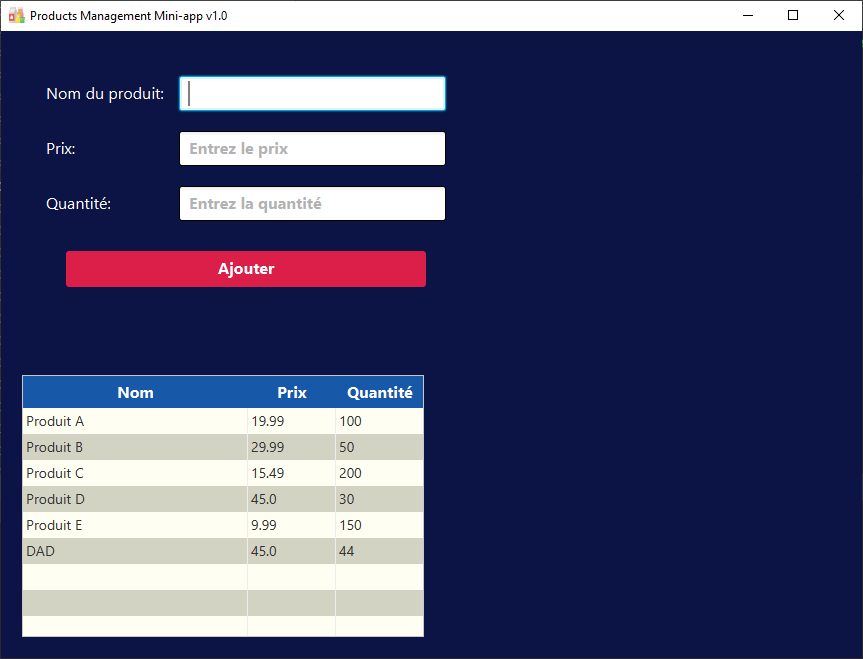 Products Management Mini-app v1.0
Nom du produit:
Prix: Entrez le prix
Quantité: Entrez la quantité
Ajouter
Nom Prix Quantité
Produit A 19.99 100
Produit B 29.99 50
Produit C 15.49 200
Produit D 45.0 30
Produit E 9.99 150
DAD 45.0 44